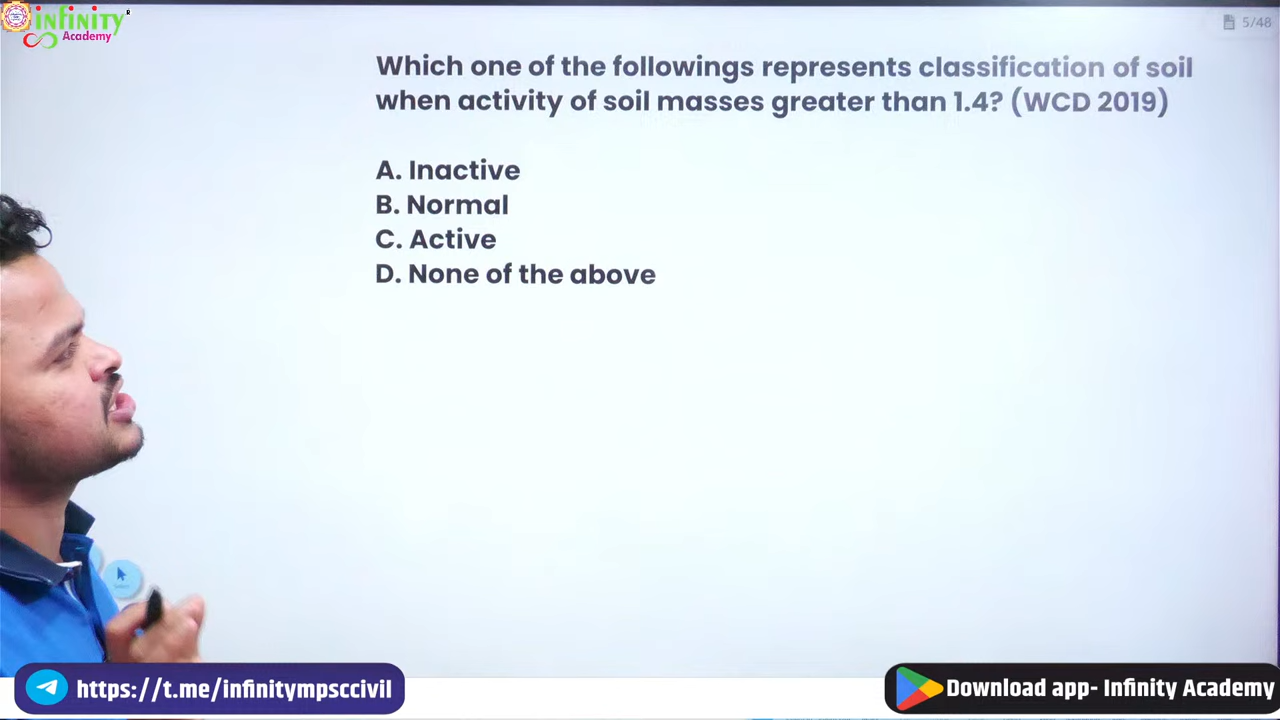 infinity
Academy
5/48
Which one of the followings represents classification of soil
when activity of soil masses greater than 1.4? (WCD 2019)
A. Inactive
B. Normal
C. Active
D. None of the above
https://t.me/infinitympsccivil
Download app- Infinity Academy